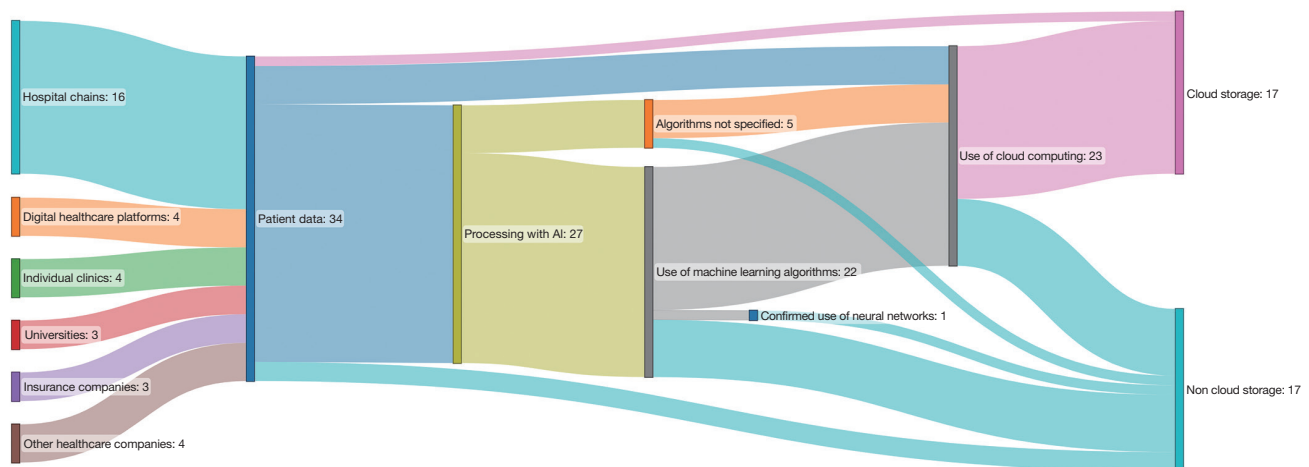 Hospital chains: 16
Digital healthcare platforms: 4
Individual clinics: 4
Universities: 3
Insurance companies: 3
Other healthcare companies: 4
Patient data: 34
Processing with AI: 27
Algorithms not specified: 5
Use of machine learning algorithms: 22
Confirmed use of neural networks: 1
Use of cloud computing: 23
Cloud storage: 17
Non cloud storage: 17